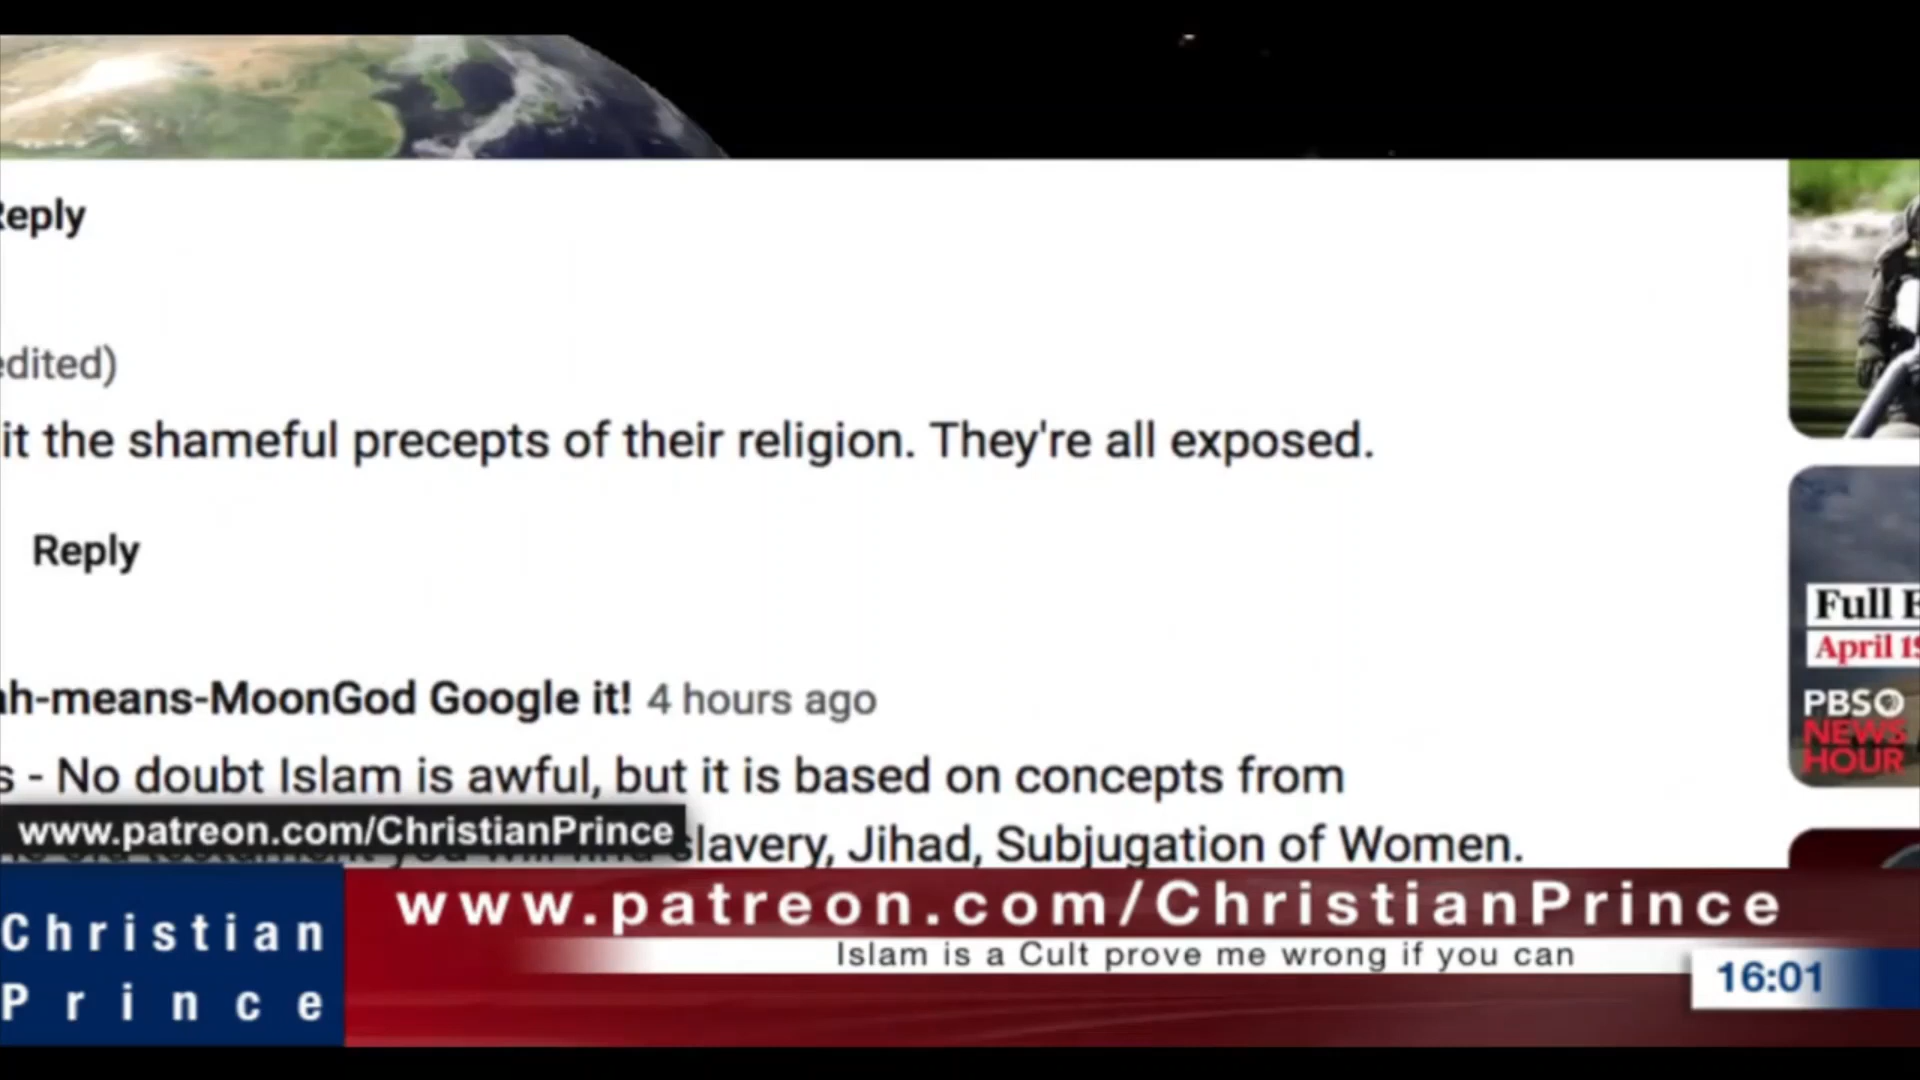 Reply
edited)
it the shameful precepts of their religion. They're all exposed.
Reply
ah-means-MoonGod Google it! 4 hours ago
s - No doubt Islam is awful, but it is based on concepts from
slavery, Jihad, Subjugation of Women.
www.patreon.com/ChristianPrince
Full E
April 19
PBS
NEWS
HOUR
Christian
Prince
www.patreon.com/ChristianPrince
Islam is a Cult prove me wrong if you can
16:01